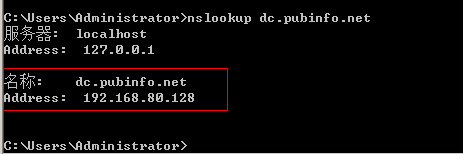 C:\Users\Administrator>nslookup dc.pubinfo.net
服务器:  localhost
Address:  127.0.0.1
名称:    dc.pubinfo.net
Address:  192.168.80.128
C:\Users\Administrator>